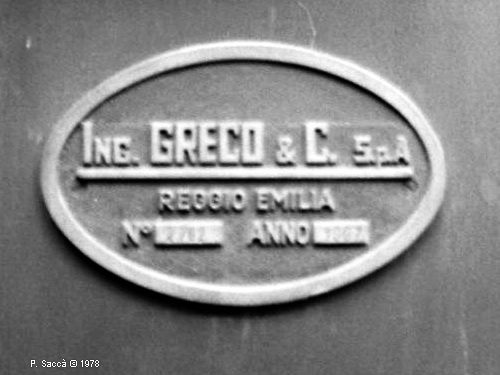 ING. GRECO & C. S.p.A
REGGIO EMILIA
N° ANNO
P. Saccà © 1978